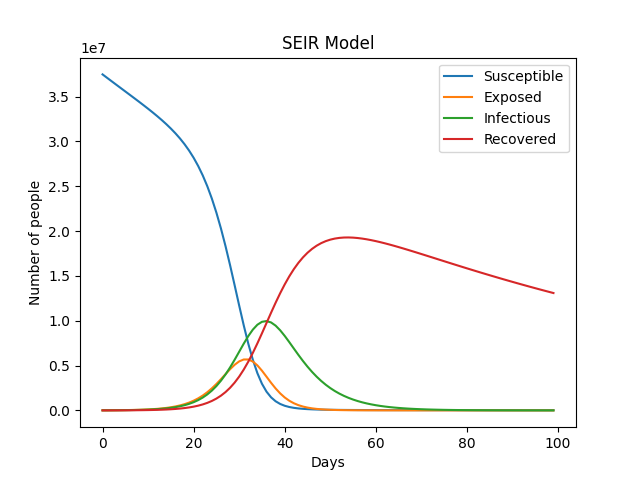 SEIR Model
1e7
Susceptible
Exposed
Infectious
Recovered
Number of people
3.5
3.0
2.5
2.0
1.5
1.0
0.5
0.0
0 20 40 60 80 100
Days